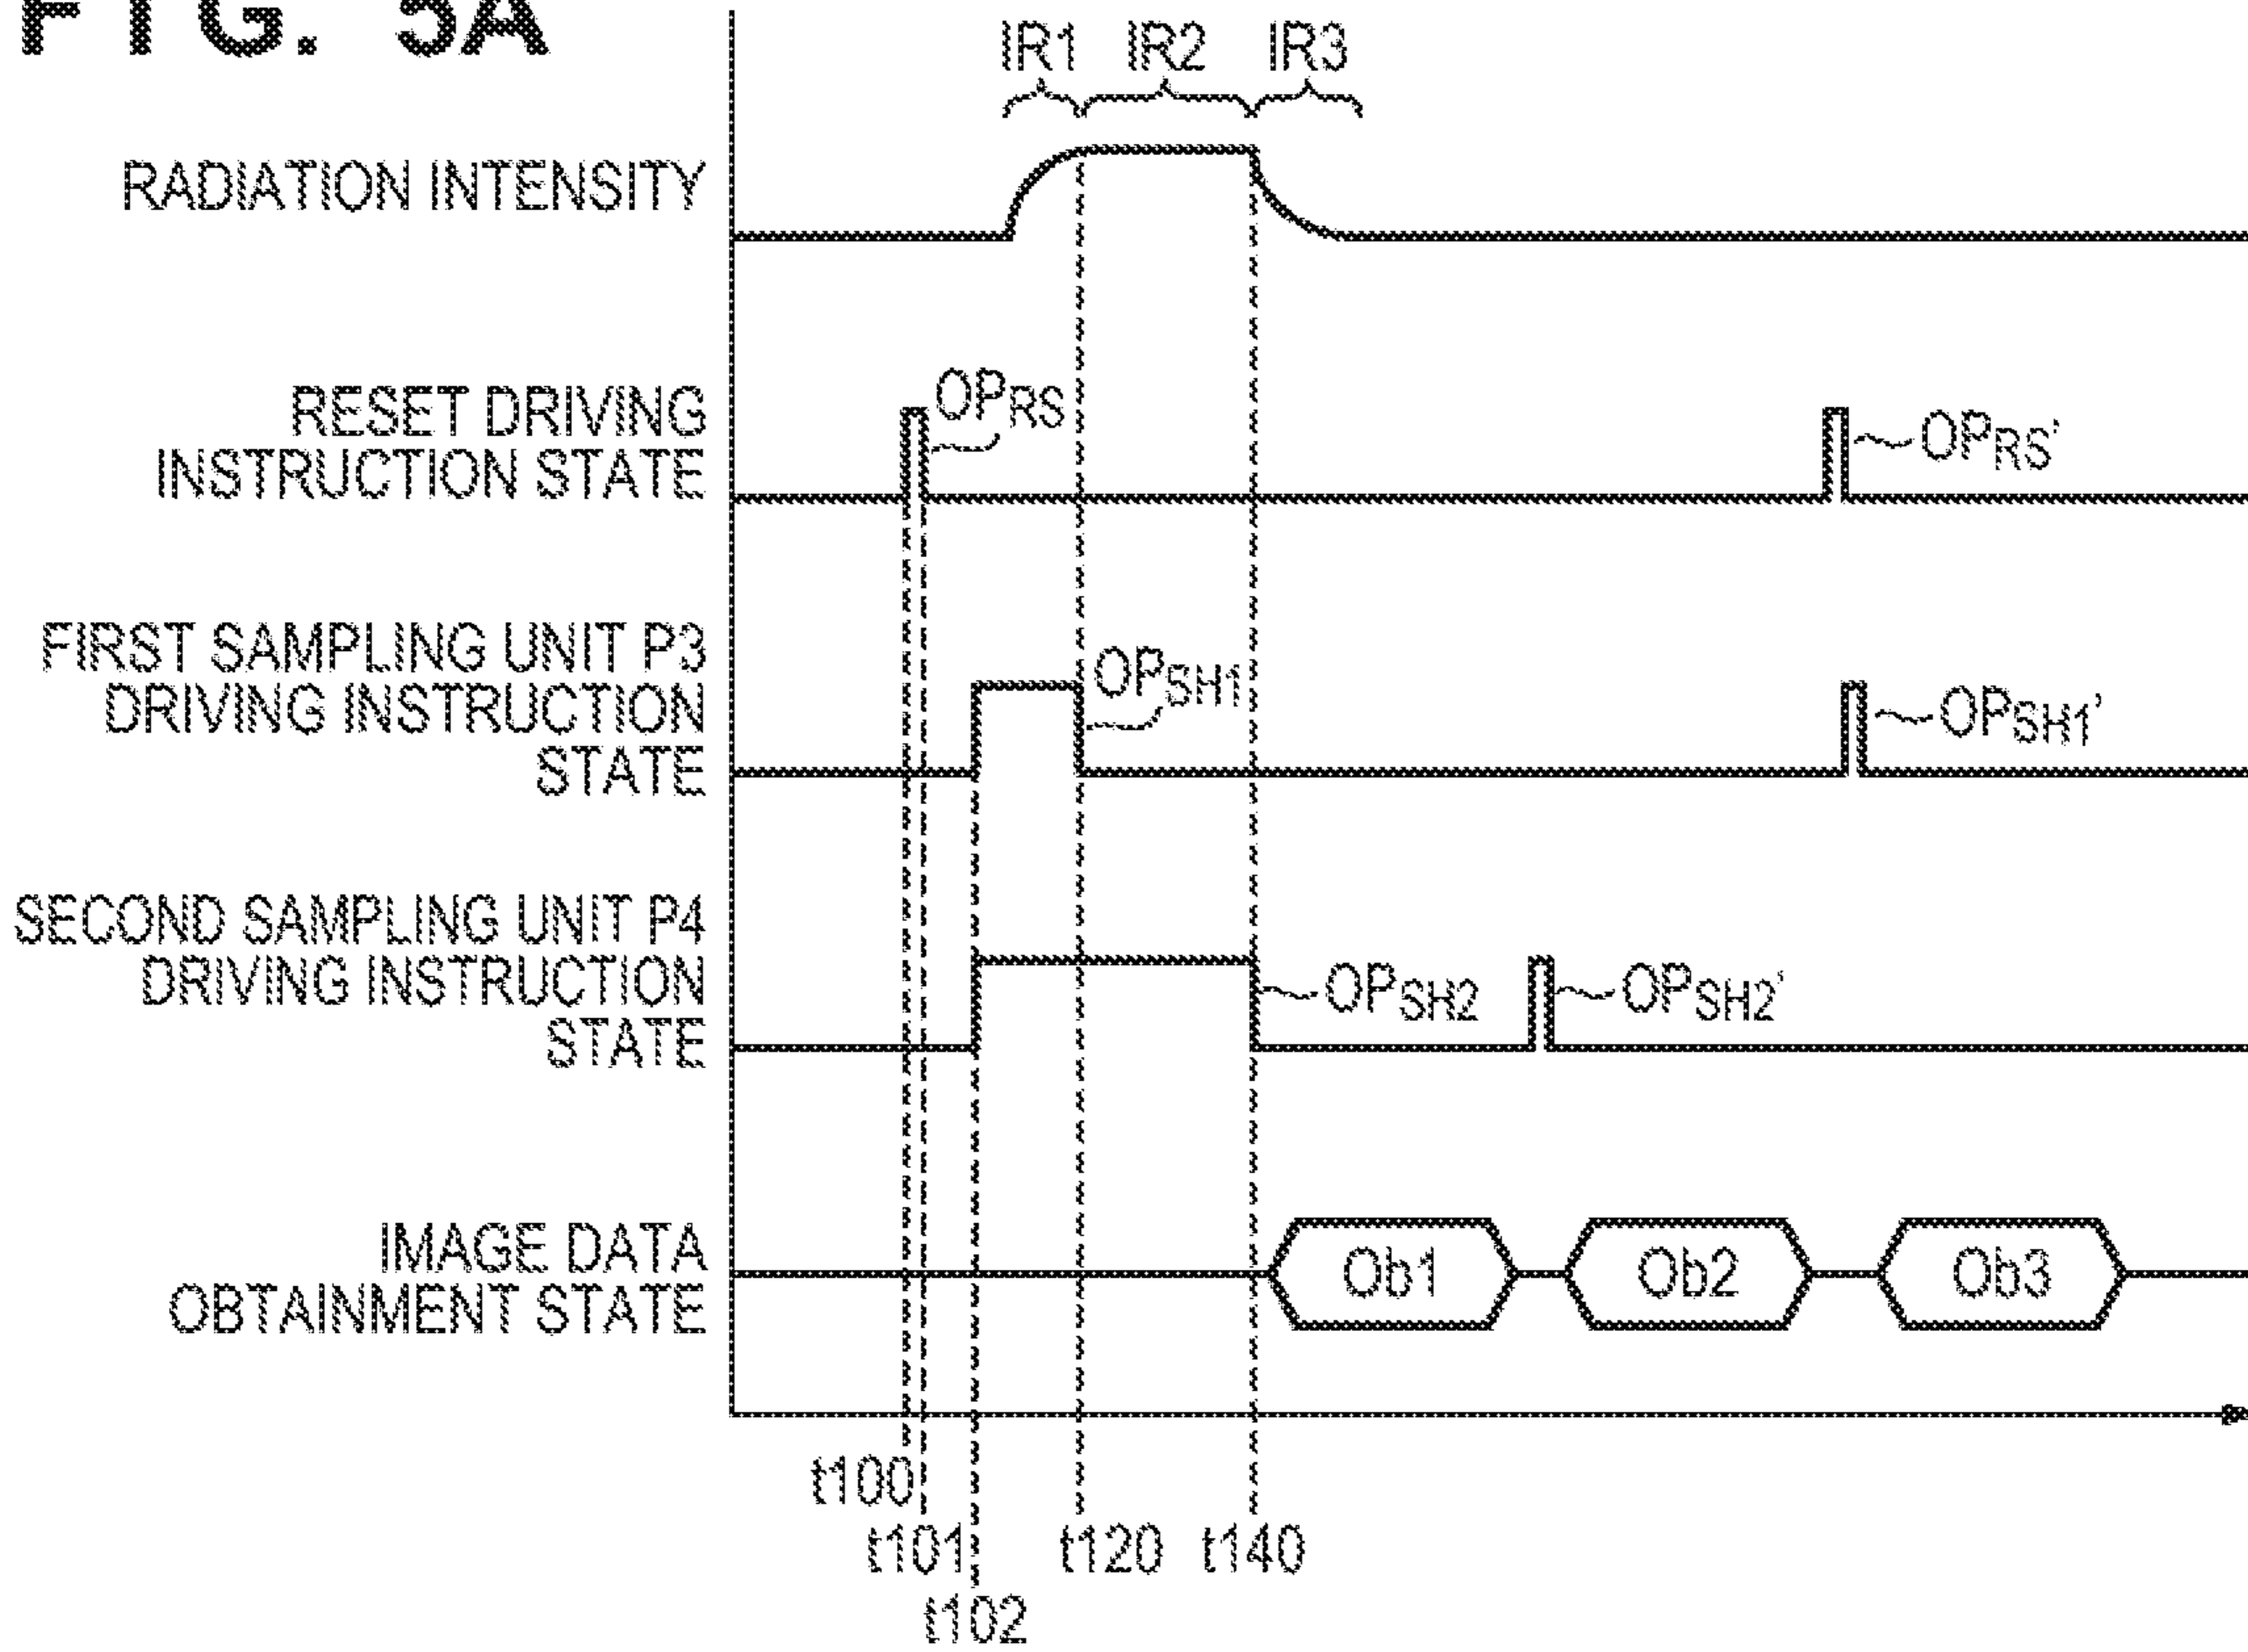 FIG. 5A
IR1 IR2 IR3
RADIATION INTENSITY
RESET DRIVING
INSTRUCTION STATE
OPRS
OPRS'
FIRST SAMPLING UNIT P3
DRIVING INSTRUCTION
STATE
OPSH1
OPSH1'
SECOND SAMPLING UNIT P4
DRIVING INSTRUCTION
STATE
OPSH2
OPSH2'
IMAGE DATA
OBTAINMENT STATE
Ob1 Ob2 Ob3
t100
t101 t120 t140
t102